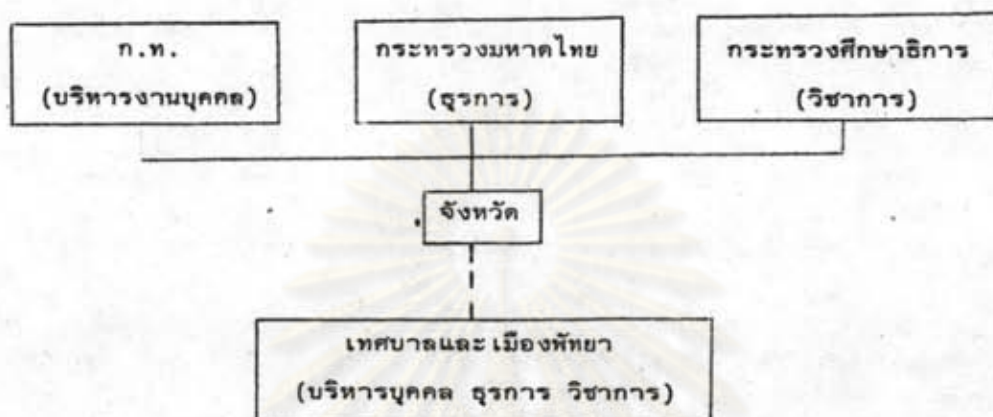 ก.ท.
(บริหารงานบุคคล)
กระทรวงมหาดไทย
(ธุรการ)
กระทรวงศึกษาธิการ
(วิชาการ)
จังหวัด
เทศบาลและเมืองพัทยา
(บริหารบุคคล ธุรการ วิชาการ)